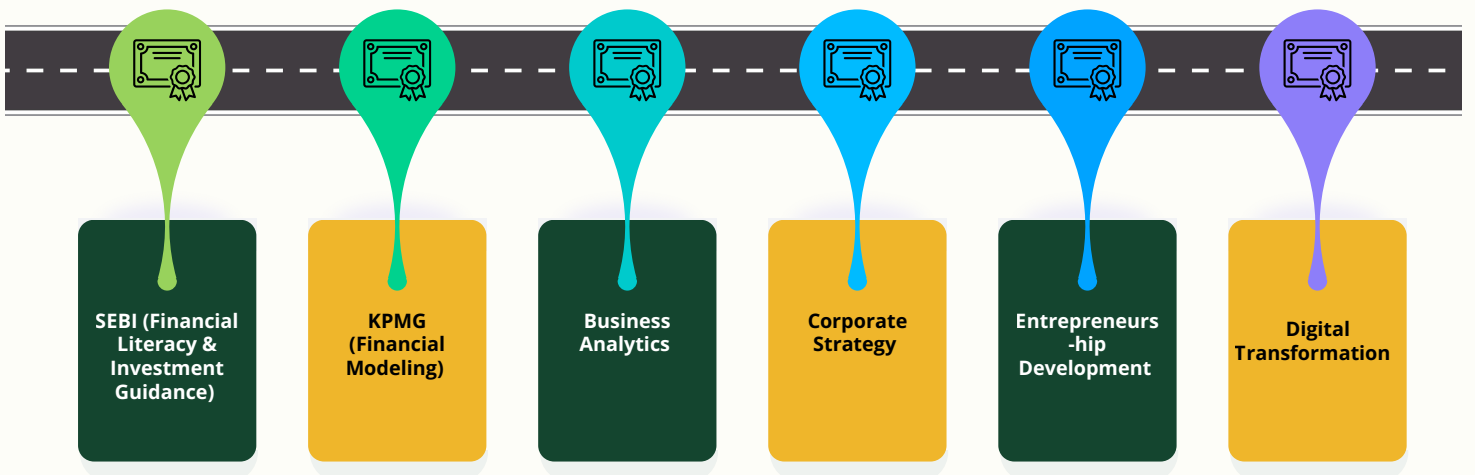 SEBI (Financial
Literacy &
Investment
Guidance)
KPMG
(Financial
Modeling)
Business
Analytics
Corporate
Strategy
Entrepreneurs
-hip
Development
Digital
Transformation